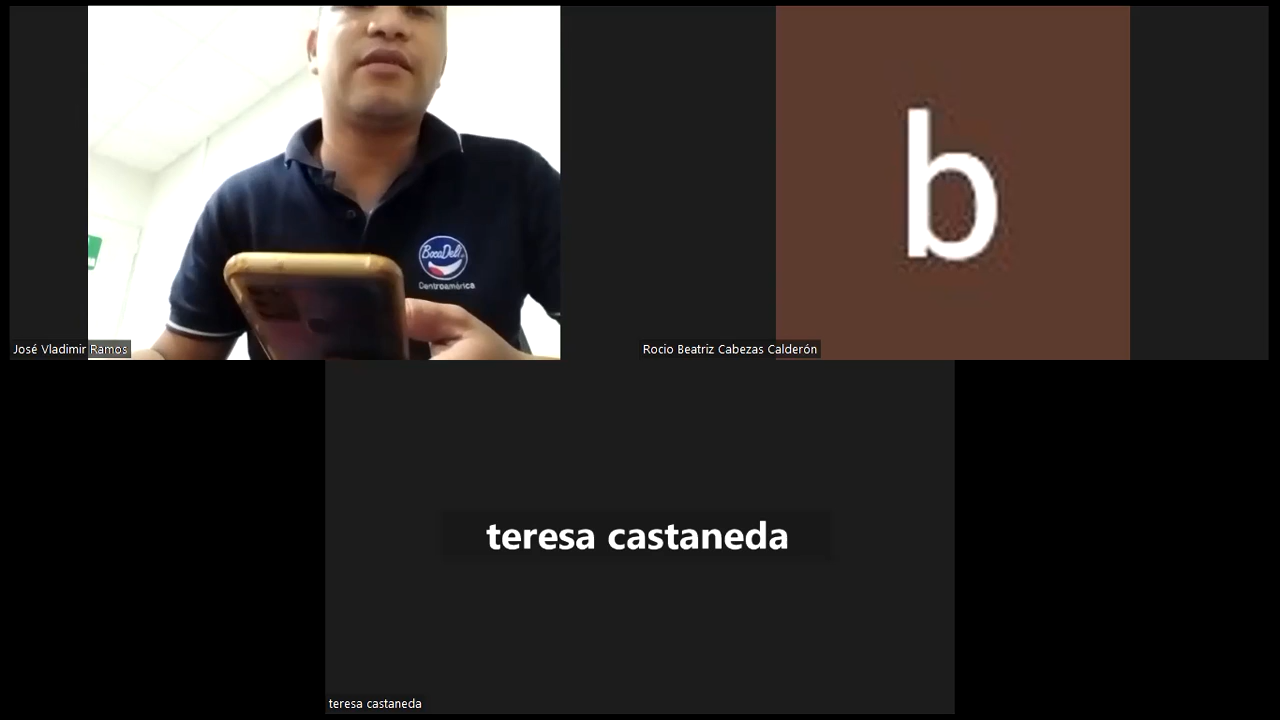 BocaDeli
Centroamérica
José Vladimir Ramos
b
Rocio Beatriz Cabezas Calderón
teresa castaneda
teresa castaneda